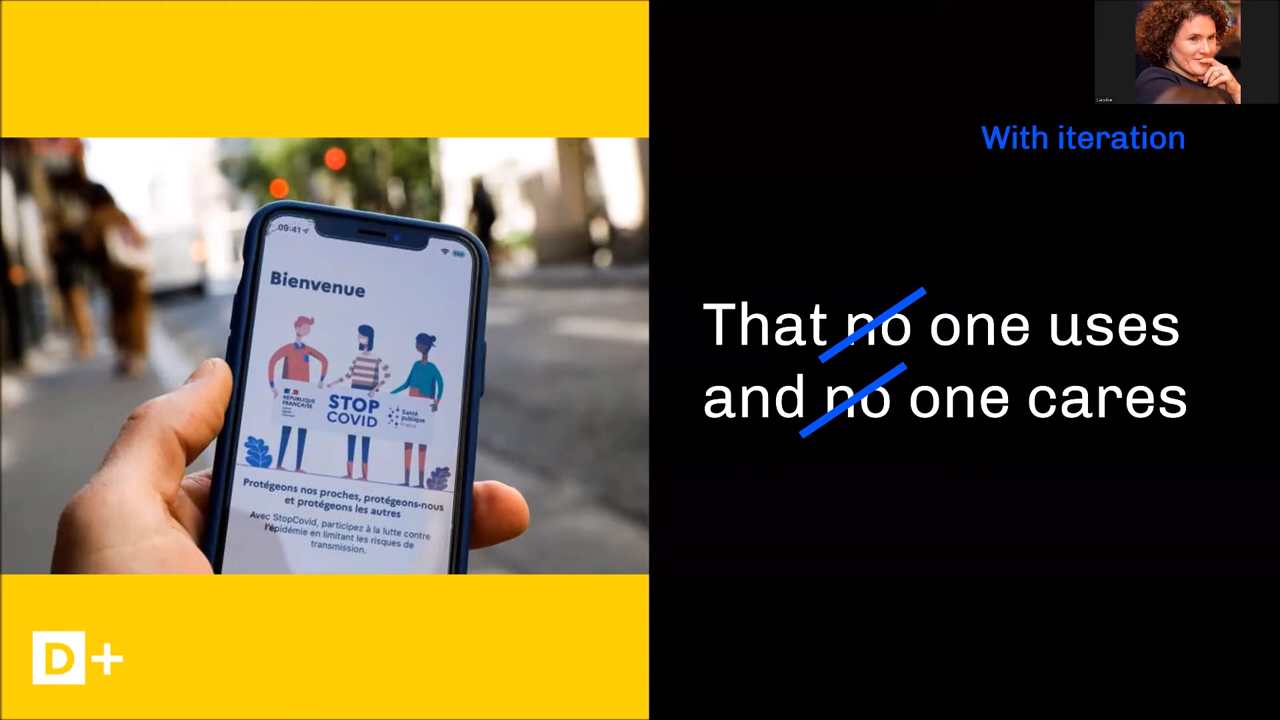 With iteration
That no one uses
and no one cares
09:41
Bienvenue
RÉPUBLIQUE
FRANÇAISE
STOP
COVID
Santé
publique
France
Protégeons nos proches, protégeons-nous
et protégeons les autres
Avec StopCovid, participez à la lutte contre
l'épidémie en limitant les risques de
transmission.
D+